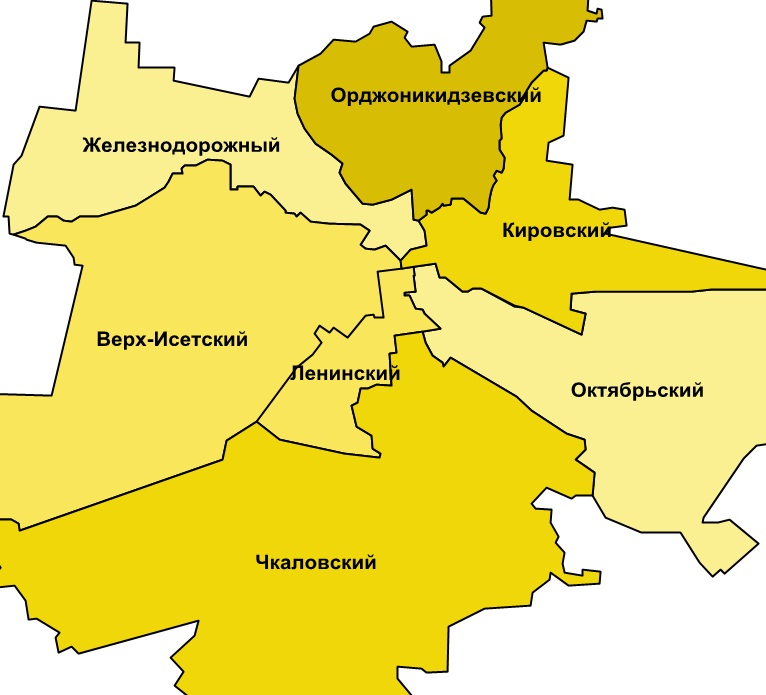 Орджоникидзевский
Железнодорожный
Кировский
Верх-Исетский
Ленинский
Октябрьский
Чкаловский